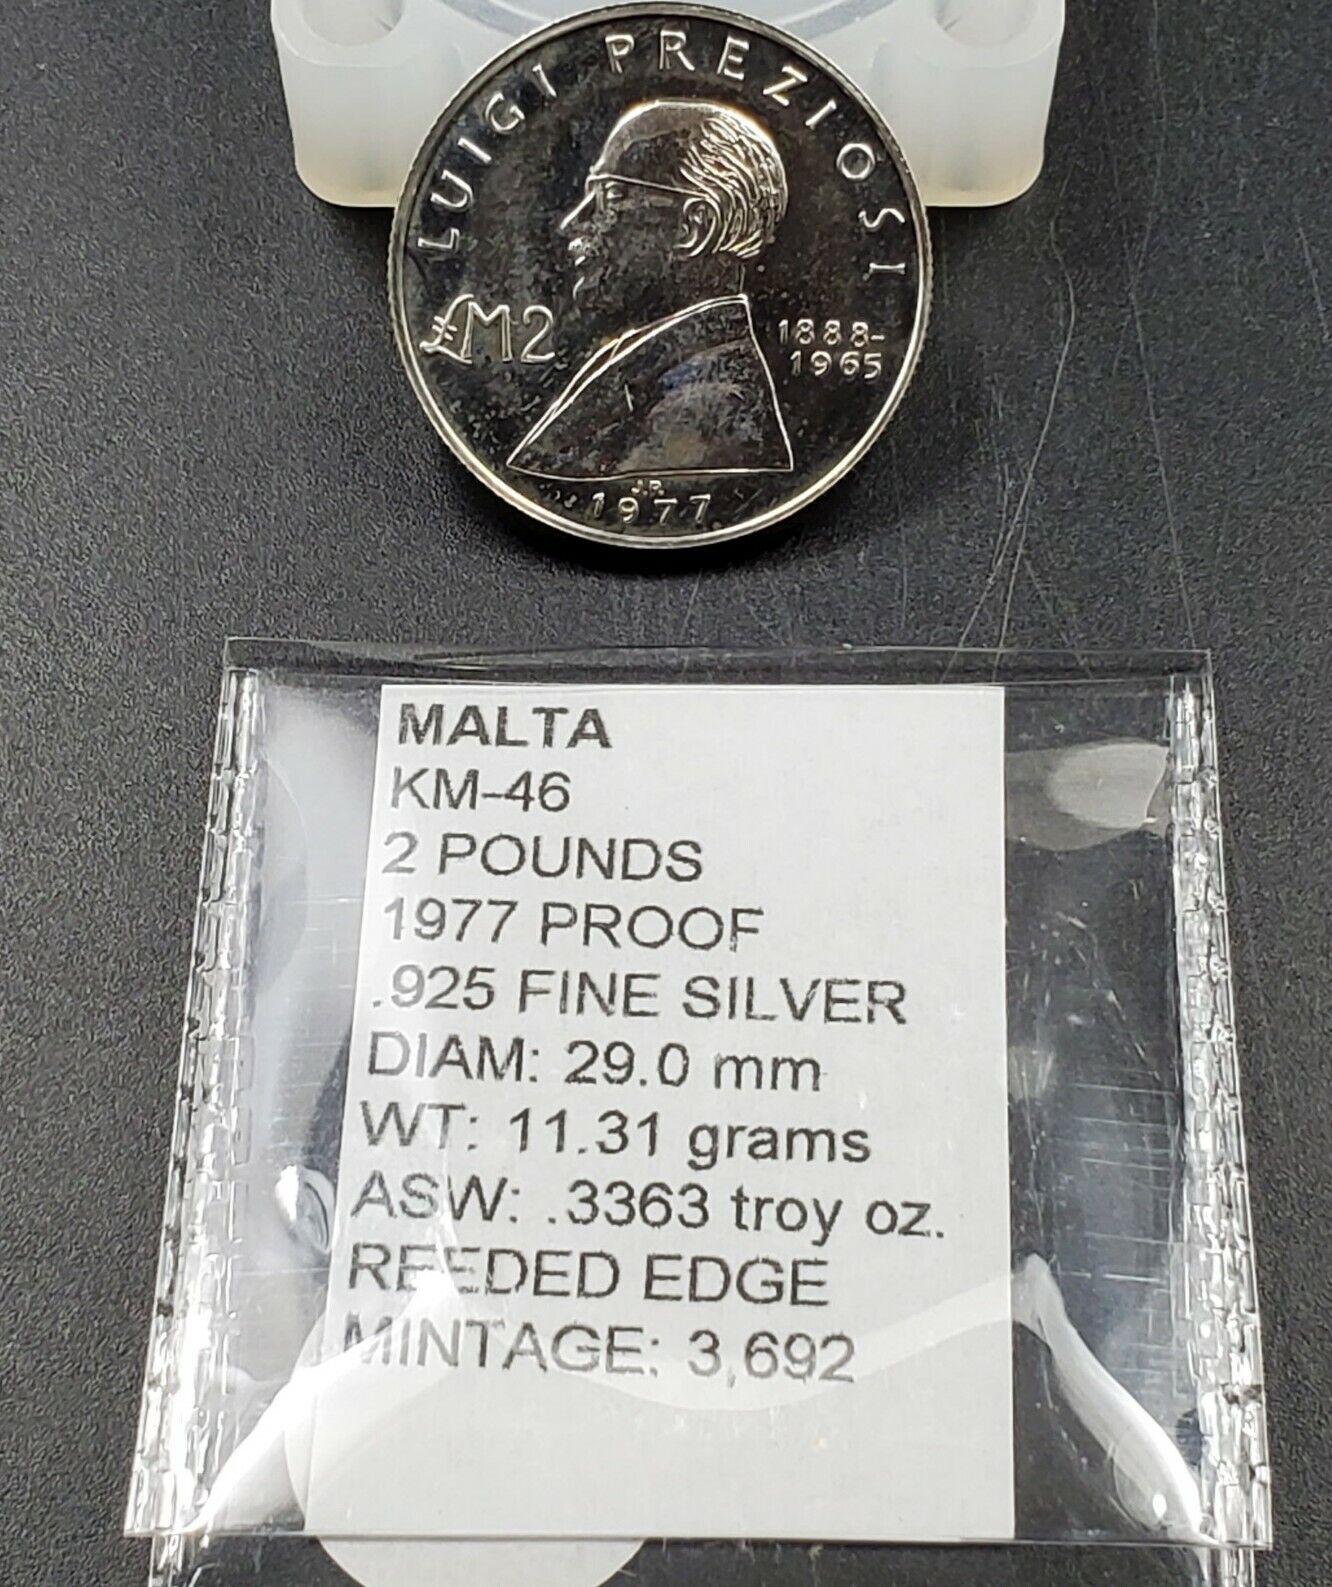 LUIGI PREZIOSI
£M2
1888-
1965
J.P.
1977
MALTA
KM-46
2 POUNDS
1977 PROOF
.925 FINE SILVER
DIAM: 29.0 mm
WT: 11.31 grams
ASW: .3363 troy oz.
REEDED EDGE
MINTAGE: 3,692